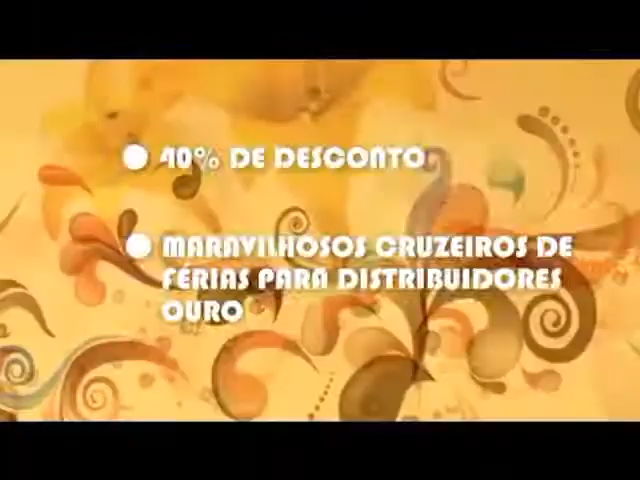 ● 40% DE DESCONTO
● MARAVILHOSOS CRUZEIROS DE
FÉRIAS PARA DISTRIBUIDORES
OURO